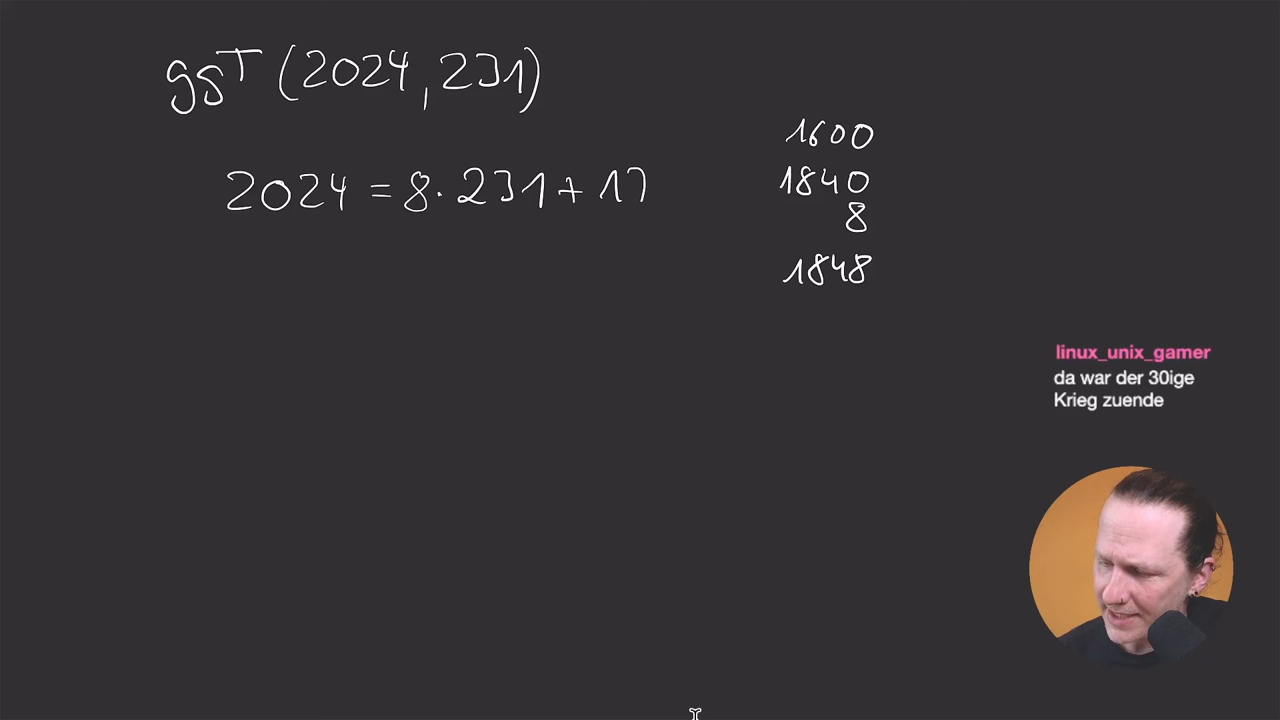 ggT (2024, 231)
2024 = 8 · 231 + 17
1600
1840
8
1848
linux_unix_gamer
da war der 30ige
Krieg zuende